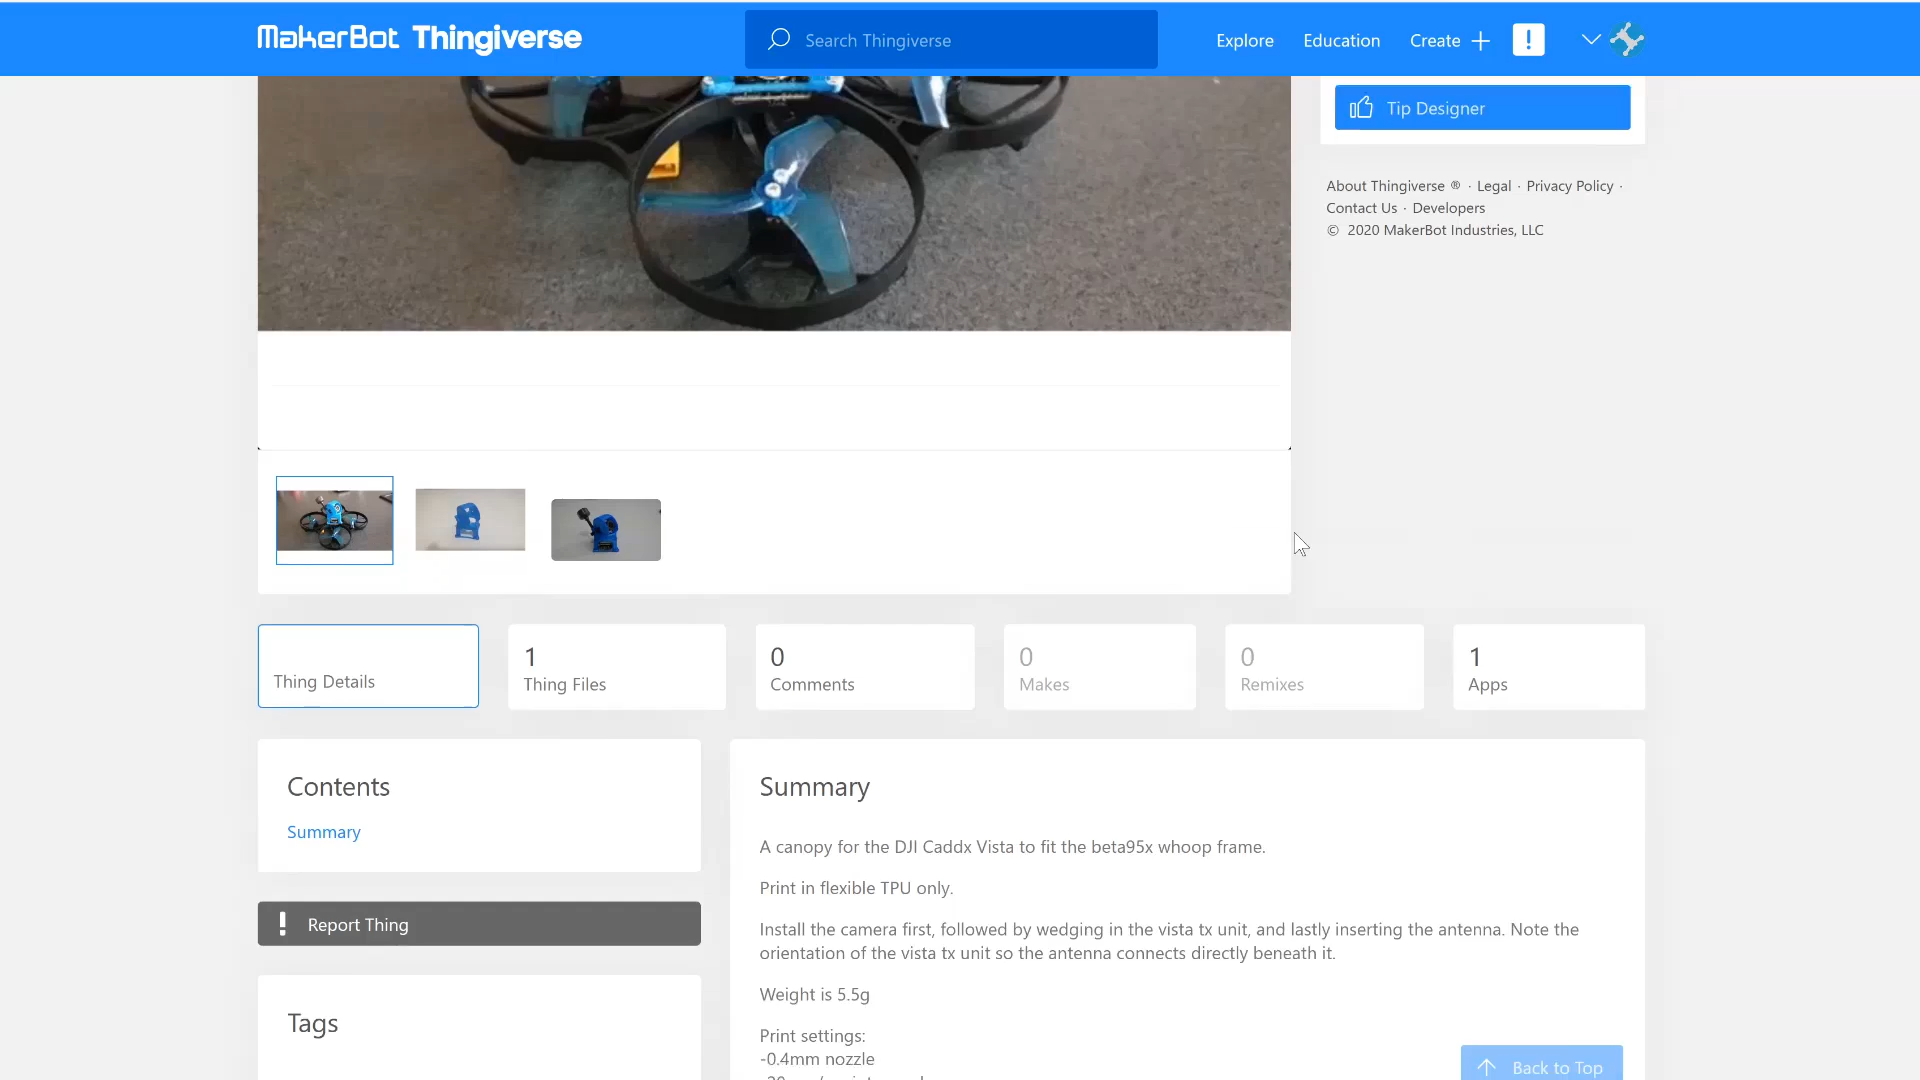 MakerBot Thingiverse
Search Thingiverse
Explore
Education
Create
Tip Designer
About Thingiverse ® · Legal · Privacy Policy ·
Contact Us · Developers
© 2020 MakerBot Industries, LLC
Thing Details
1
Thing Files
0
Comments
0
Makes
0
Remixes
1
Apps
Contents
Summary
Report Thing
Tags
Summary
A canopy for the DJI Caddx Vista to fit the beta95x whoop frame.
Print in flexible TPU only.
Install the camera first, followed by wedging in the vista tx unit, and lastly inserting the antenna. Note the
orientation of the vista tx unit so the antenna connects directly beneath it.
Weight is 5.5g
Print settings:
-0.4mm nozzle
Back to Top